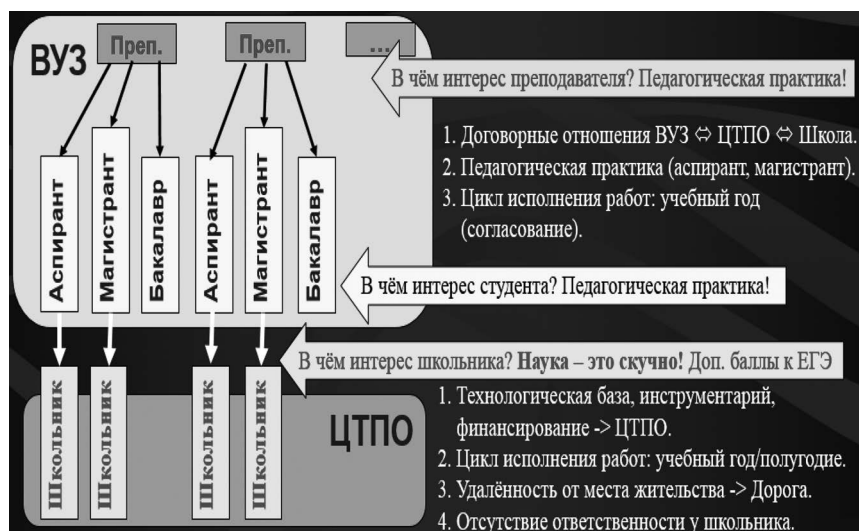 ВУЗ
Преп.
Преп.
...
В чём интерес преподавателя? Педагогическая практика!
1. Договорные отношения ВУЗ ⇔ ЦТПО ⇔ Школа.
2. Педагогическая практика (аспирант, магистрант).
3. Цикл исполнения работ: учебный год
(согласование).
Аспирант
Магистрант
Бакалавр
Аспирант
Магистрант
Бакалавр
В чём интерес студента? Педагогическая практика!
В чём интерес школьника? Наука – это скучно! Доп. баллы к ЕГЭ
Школьник
Школьник
Школьник
Школьник
ЦТПО
1. Технологическая база, инструментарий,
финансирование -> ЦТПО.
2. Цикл исполнения работ: учебный год/полугодие.
3. Удалённость от места жительства -> Дорога.
4. Отсутствие ответственности у школьника.